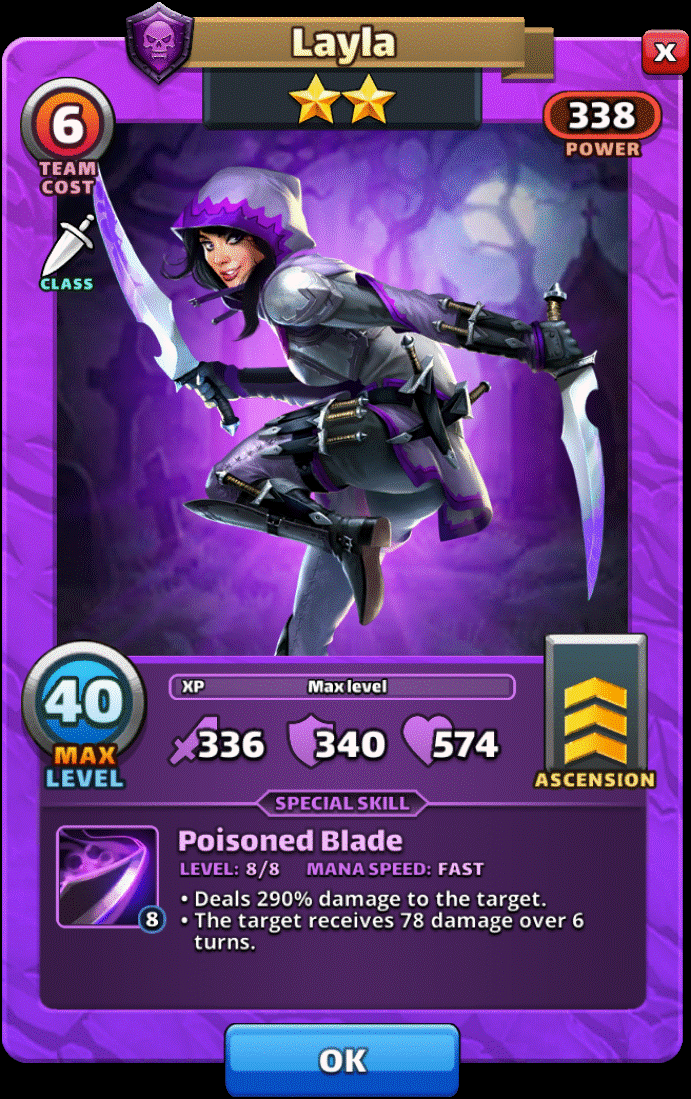 Layla
X
6
TEAM
COST
338
POWER
CLASS
40
MAX
LEVEL
XP Max level
336 340 574
ASCENSION
SPECIAL SKILL
Poisoned Blade
LEVEL: 8/8 MANA SPEED: FAST
8
• Deals 290% damage to the target.
• The target receives 78 damage over 6
turns.
OK